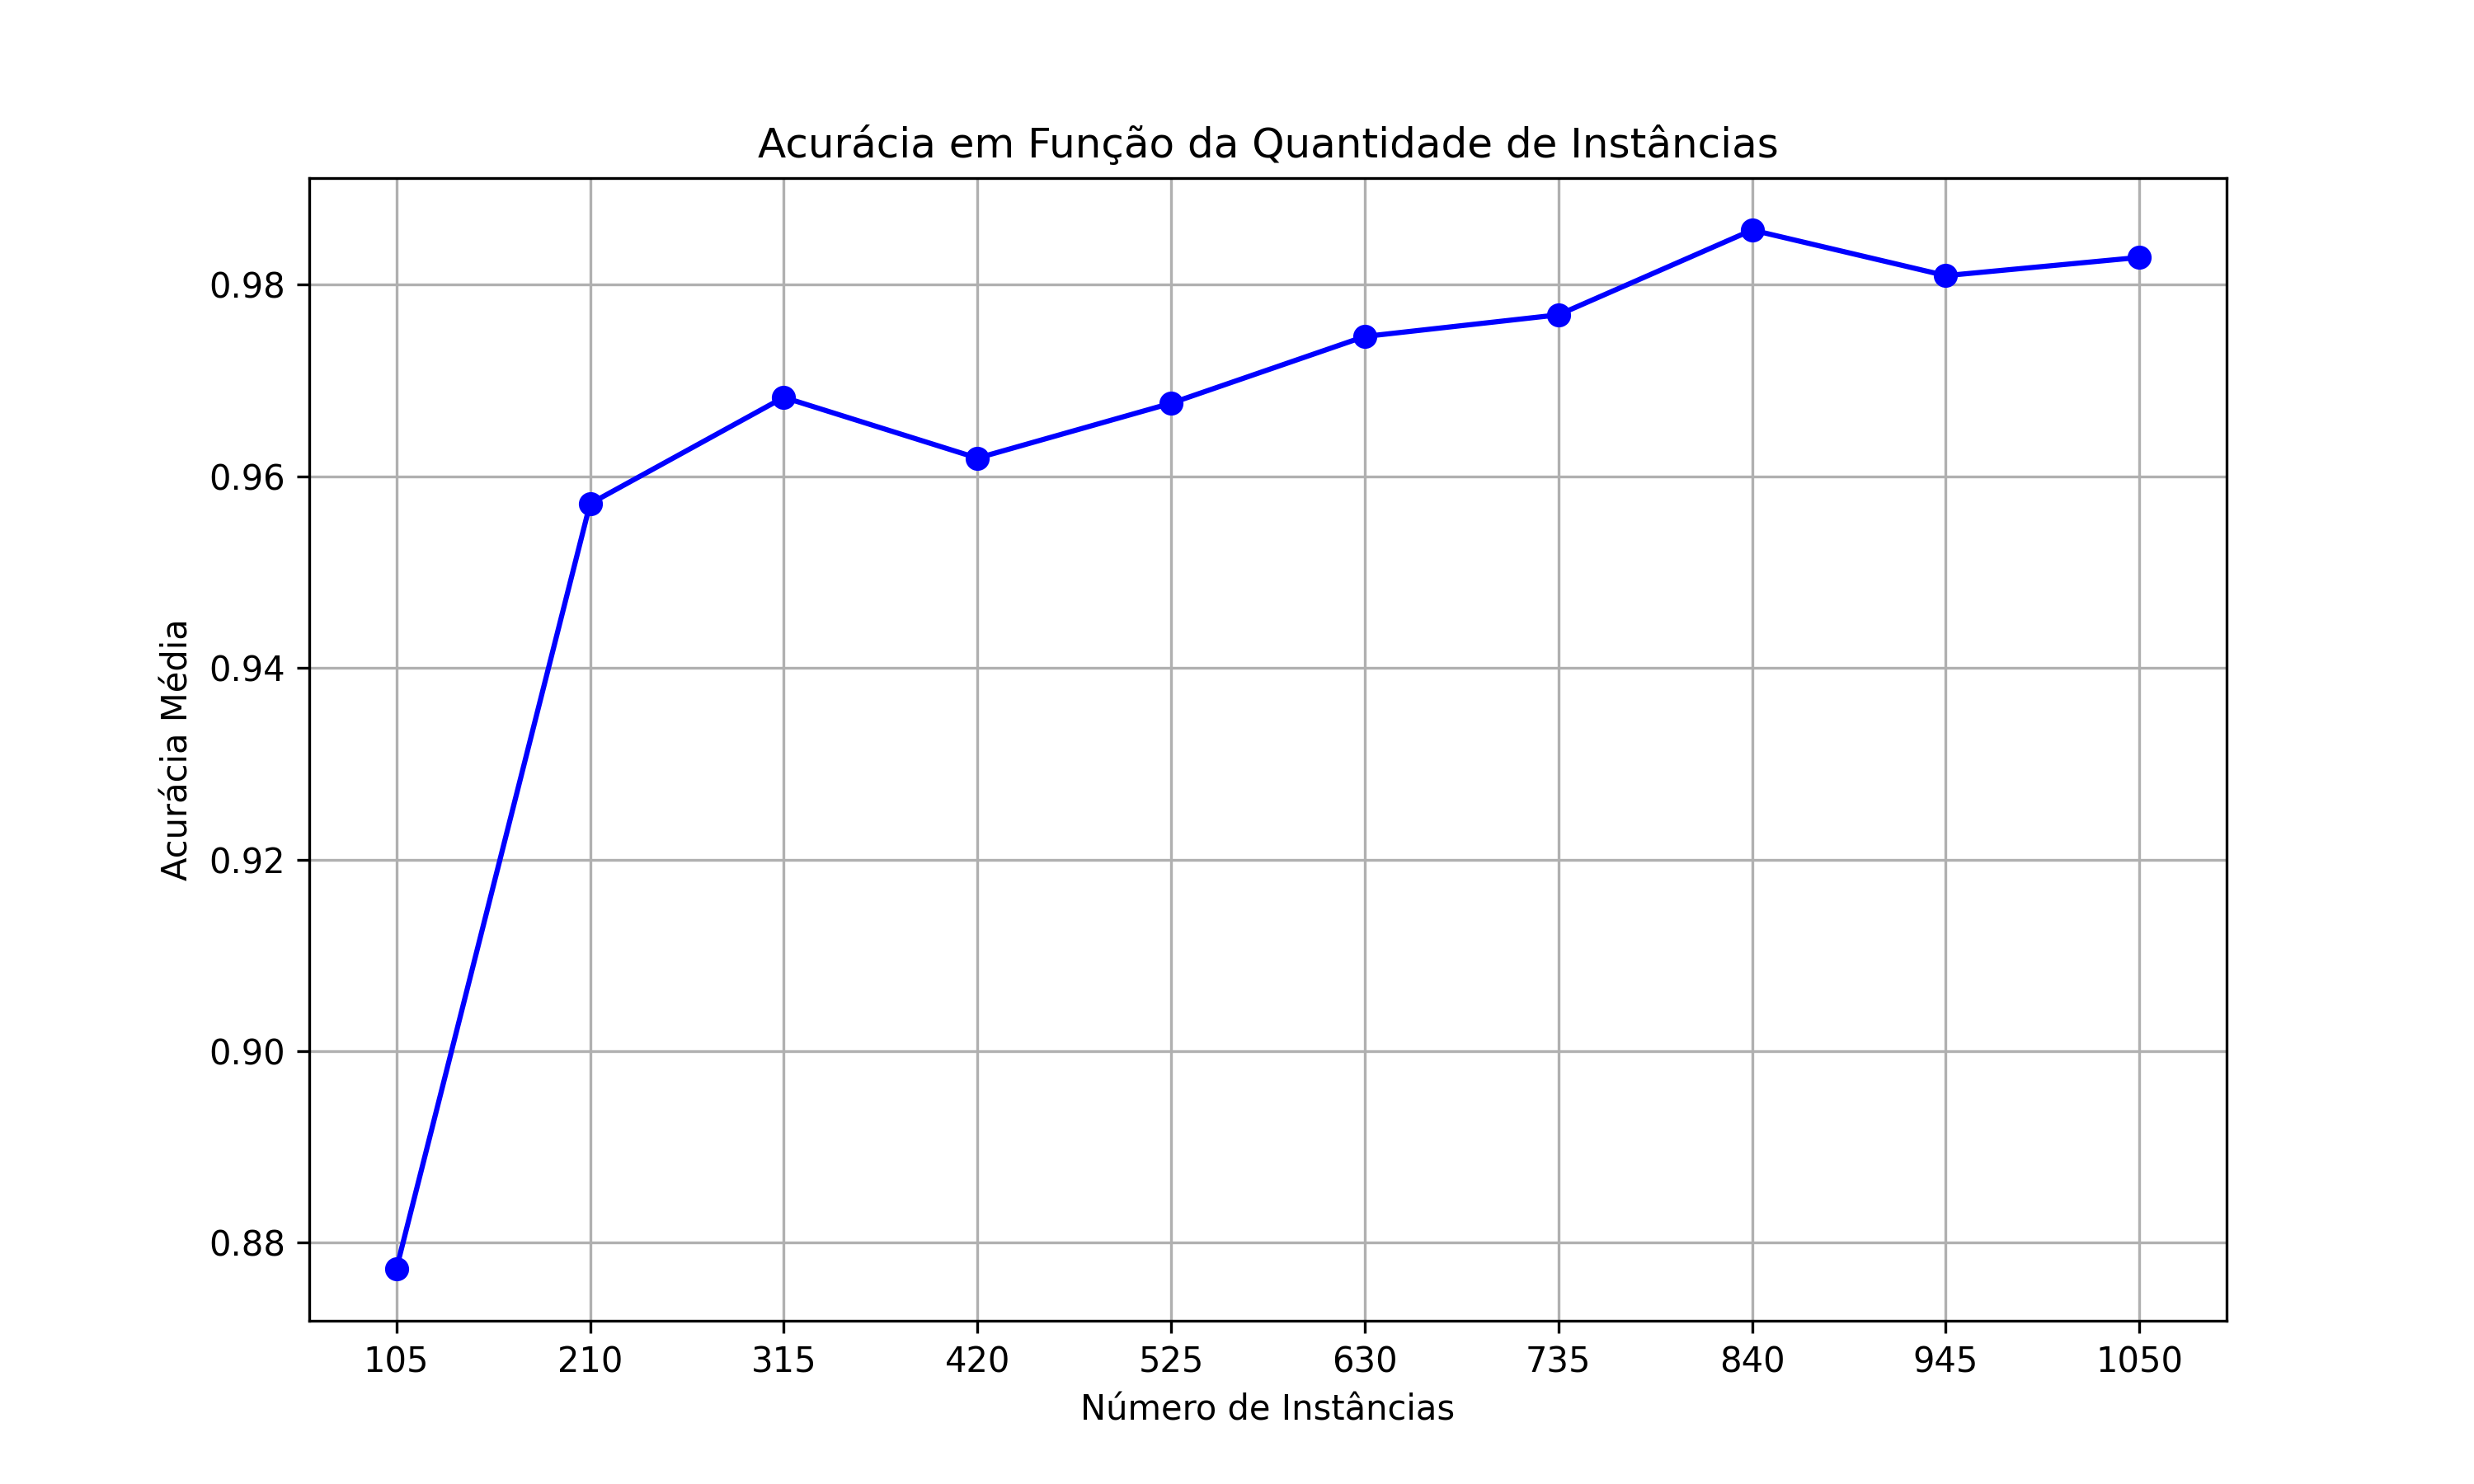 Acurácia em Função da Quantidade de Instâncias
Acurácia Média
0.98
0.96
0.94
0.92
0.90
0.88
105 210 315 420 525 630 735 840 945 1050
Número de Instâncias